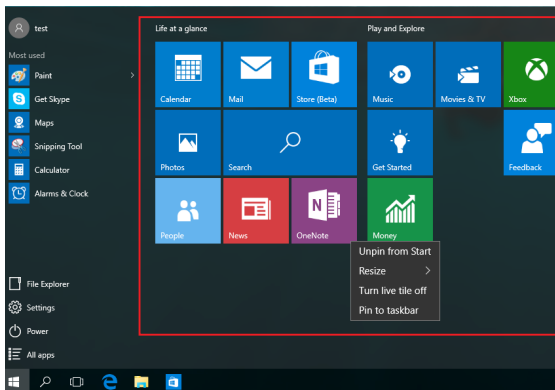 test
Most used
Paint
Get Skype
Maps
Snipping Tool
Calculator
Alarms & Clock
File Explorer
Settings
Power
All apps
Life at a glance
Play and Explore
Calendar
Mail
Store (Beta)
Music
Movies & TV
Xbox
Photos
Search
Get Started
Feedback
People
News
OneNote
Money
Unpin from Start
Resize
Turn live tile off
Pin to taskbar